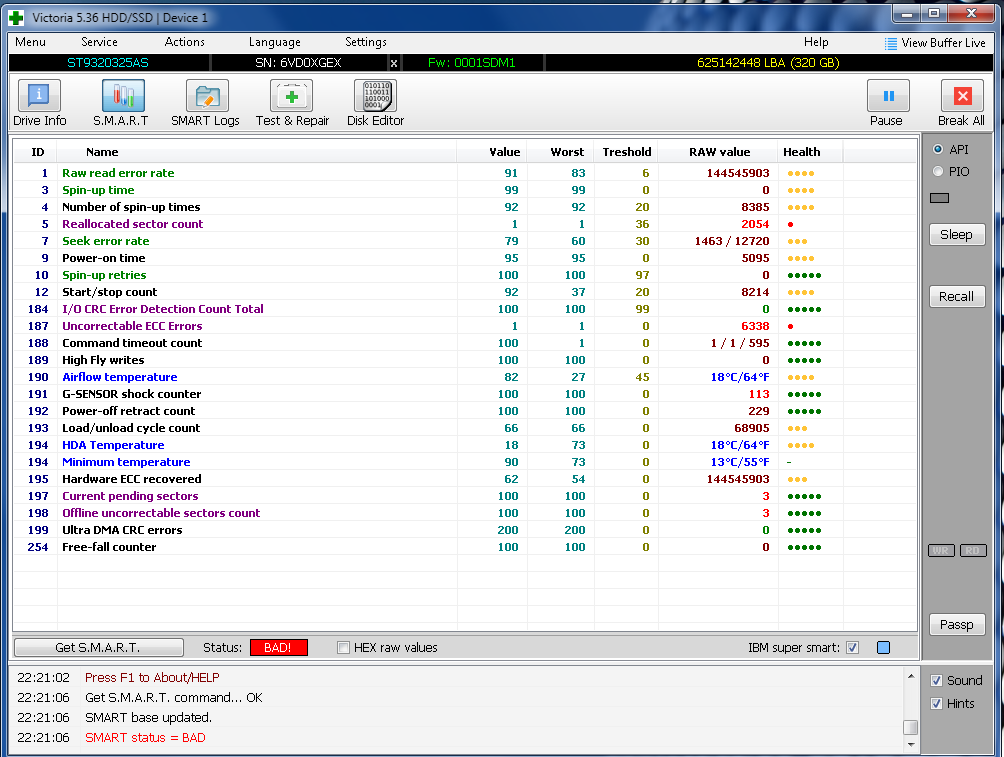 Victoria 5.36 HDD/SSD | Device 1
Menu Service Actions Language Settings Help View Buffer Live
ST9320325AS SN: 6VD0XGEX x Fw: 0001SDM1 625142448 LBA (320 GB)
Drive Info S.M.A.R.T SMART Logs Test & Repair Disk Editor Pause Break All
ID Name Value Worst Treshold RAW value Health
1 Raw read error rate 91 83 6 144545903
3 Spin-up time 99 99 0 0
4 Number of spin-up times 92 92 20 8385
5 Reallocated sector count 1 1 36 2054
7 Seek error rate 79 60 30 1463 / 12720
9 Power-on time 95 95 0 5095
10 Spin-up retries 100 100 97 0
12 Start/stop count 92 37 20 8214
184 I/O CRC Error Detection Count Total 100 100 99 0
187 Uncorrectable ECC Errors 1 1 0 6338
188 Command timeout count 100 1 0 1 / 1 / 595
189 High Fly writes 100 100 0 0
190 Airflow temperature 82 27 45 18°C/64°F
191 G-SENSOR shock counter 100 100 0 113
192 Power-off retract count 100 100 0 229
193 Load/unload cycle count 66 66 0 68905
194 HDA Temperature 18 73 0 18°C/64°F
194 Minimum temperature 90 73 0 13°C/55°F -
195 Hardware ECC recovered 62 54 0 144545903
197 Current pending sectors 100 100 0 3
198 Offline uncorrectable sectors count 100 100 0 3
199 Ultra DMA CRC errors 200 200 0 0
254 Free-fall counter 100 100 0 0
API
PIO
Sleep
Recall
WR RD
Passp
Get S.M.A.R.T. Status: BAD! HEX raw values IBM super smart:
22:21:02 Press F1 to About/HELP
22:21:06 Get S.M.A.R.T. command... OK
22:21:06 SMART base updated.
22:21:06 SMART status = BAD
Sound
Hints